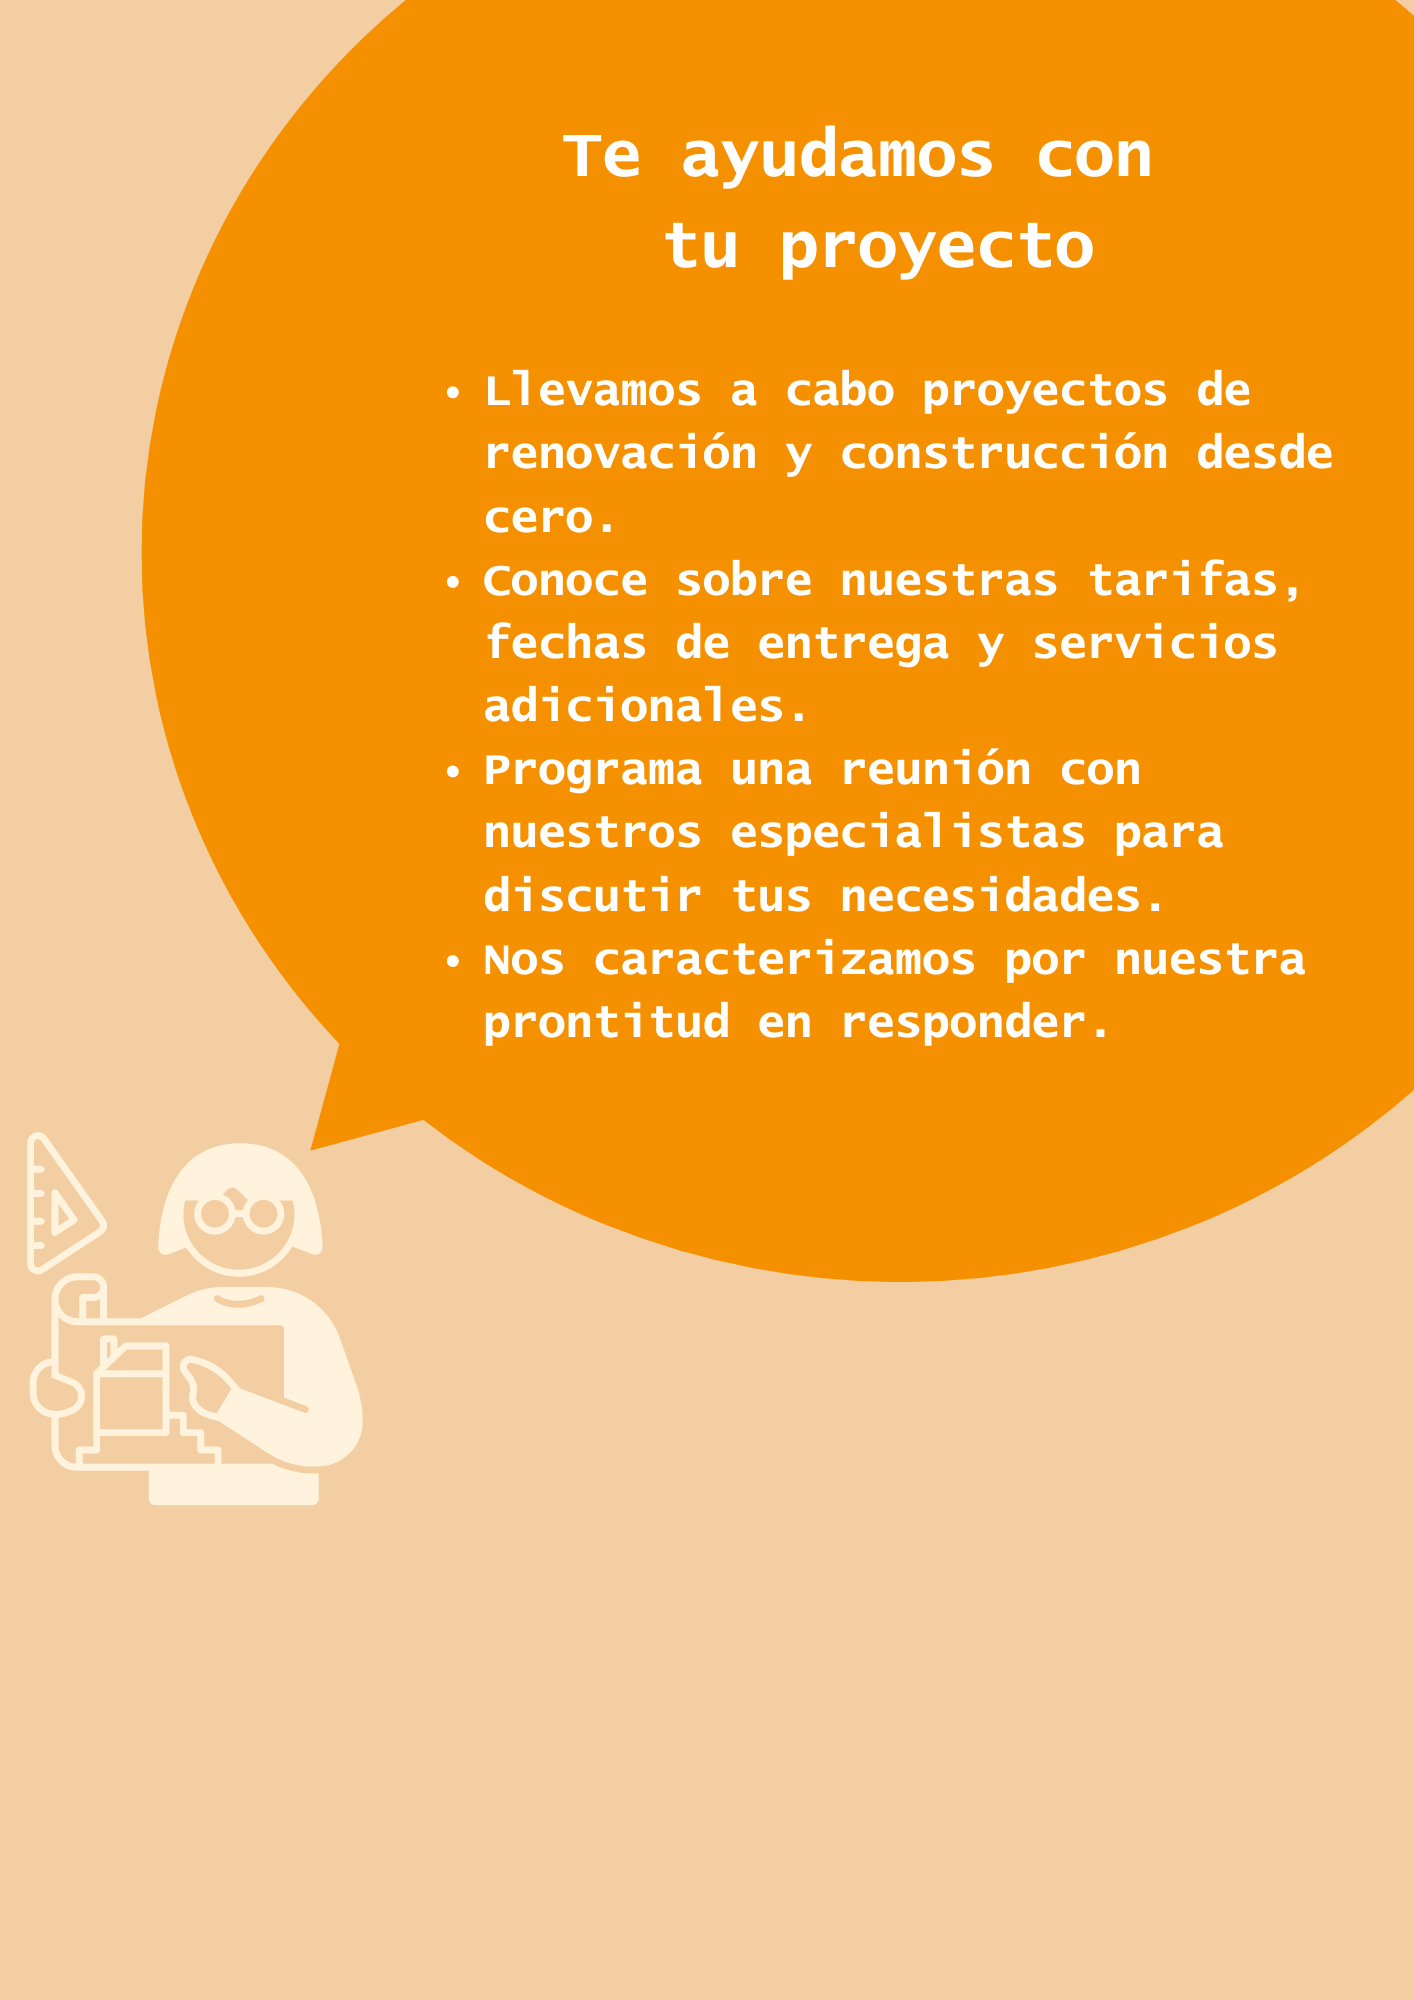 Te ayudamos con
tu proyecto
• Llevamos a cabo proyectos de
renovación y construcción desde
cero.
• Conoce sobre nuestras tarifas,
fechas de entrega y servicios
adicionales.
• Programa una reunión con
nuestros especialistas para
discutir tus necesidades.
• Nos caracterizamos por nuestra
prontitud en responder.